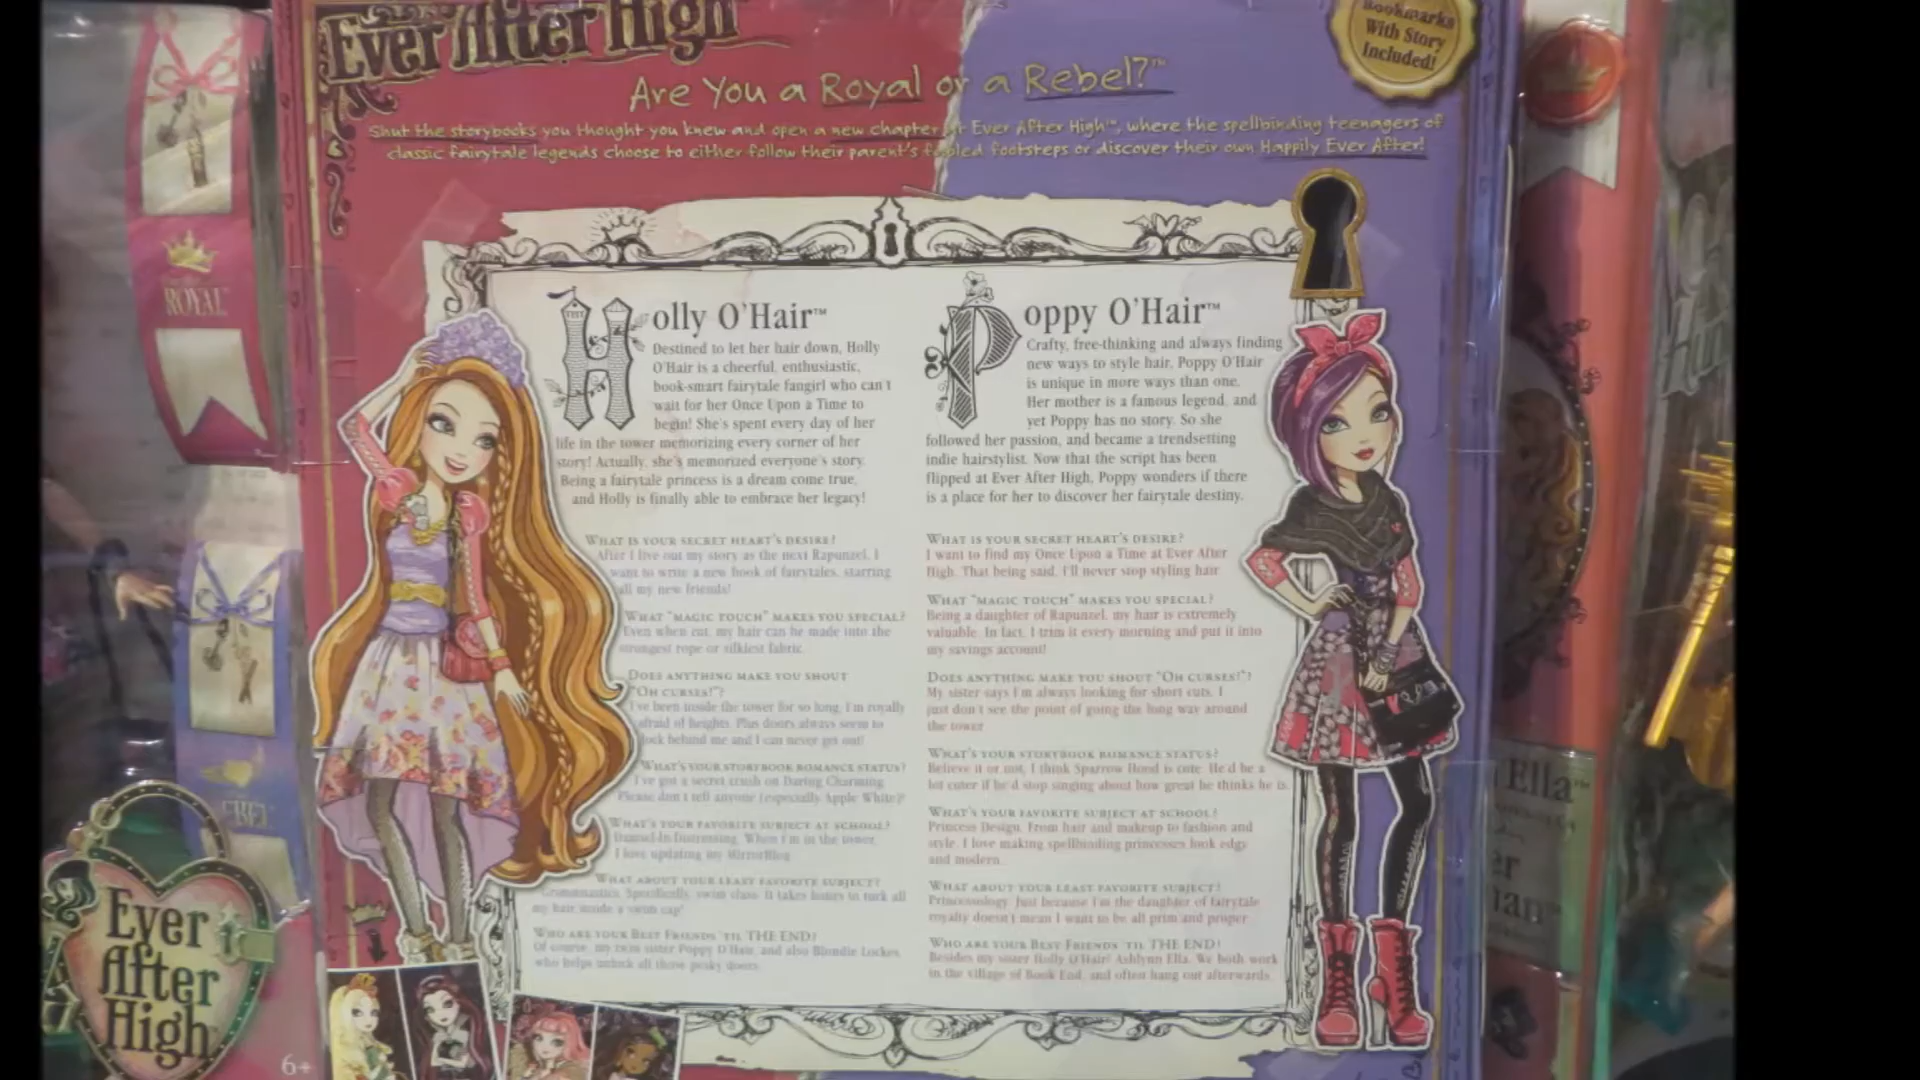 Ever After High
Bookmarks
With Story
Included!
Are You a Royal or a Rebel?™
Shut the storybooks you thought you knew and open a new chapter Ever After High™, where the spellbinding teenagers of
classic fairytale legends choose to either follow their parent's footsteps or discover their own Happily Ever After!
ROYAL
Holly O'Hair™
Destined to let her hair down, Holly
O'Hair is a cheerful, enthusiastic,
book-smart fairytale fangirl who can't
wait for her Once Upon a Time to
begin! She's spent every day of her
life in the tower memorizing every corner of her
story! Actually, she's memorized everyone's story.
Being a fairytale princess is a dream come true,
and Holly is finally able to embrace her legacy!
WHAT IS YOUR SECRET HEART'S DESIRE?
After I live out my story as the next Rapunzel, I
want to write a new book of fairytales, starring
all my new friends!
WHAT "MAGIC TOUCH" MAKES YOU SPECIAL?
Even when cut, my hair can be made into the
strongest rope or silkiest fabric.
DOES ANYTHING MAKE YOU SHOUT
"OH CURSES!"?
I've been inside the tower for so long, I'm royally
afraid of heights. Plus doors always seem to
lock behind me and I can never get out!
WHAT'S YOUR STORYBOOK ROMANCE STATUS?
I've got a secret crush on Daring Charming.
Please don't tell anyone (especially Apple White)!
WHAT'S YOUR FAVORITE SUBJECT AT SCHOOL?
Damsel-In-Distressing. When I'm in the tower,
I love updating my MirrorBlog.
WHAT ABOUT YOUR LEAST FAVORITE SUBJECT?
Grimmnastics. Specifically, swim class. It takes hours to tuck all
my hair inside a swim cap!
WHO ARE YOUR BEST FRIENDS 'TIL THE END?
Of course, my twin sister Poppy O'Hair, and also Blondie Lockes,
who helps unlock all those pesky doors.
Poppy O'Hair™
Crafty, free-thinking and always finding
new ways to style hair, Poppy O'Hair
is unique in more ways than one.
Her mother is a famous legend, and
yet Poppy has no story. So she
followed her passion, and became a trendsetting
indie hairstylist. Now that the script has been
flipped at Ever After High, Poppy wonders if there
is a place for her to discover her fairytale destiny.
WHAT IS YOUR SECRET HEART'S DESIRE?
I want to find my Once Upon a Time at Ever After
High. That being said, I'll never stop styling hair.
WHAT "MAGIC TOUCH" MAKES YOU SPECIAL?
Being a daughter of Rapunzel, my hair is extremely
valuable. In fact, I trim it every morning and put it into
my savings account!
DOES ANYTHING MAKE YOU SHOUT "OH CURSES!"?
My sister says I'm always looking for short cuts. I
just don't see the point of going the long way around
the tower.
WHAT'S YOUR STORYBOOK ROMANCE STATUS?
Believe it or not, I think Sparrow Hood is cute. He'd be a
lot cuter if he'd stop singing about how great he thinks he is.
WHAT'S YOUR FAVORITE SUBJECT AT SCHOOL?
Princess Design. From hair and makeup to fashion and
style, I love making spellbinding princesses look edgy
and modern.
WHAT ABOUT YOUR LEAST FAVORITE SUBJECT?
Princessology. Just because I'm the daughter of fairytale
royalty doesn't mean I want to be all prim and proper.
WHO ARE YOUR BEST FRIENDS 'TIL THE END?
Besides my sister Holly O'Hair? Ashlynn Ella. We both work
in the village of Book End, and often hang out afterwards.
Ella™
Ever
After
High
6+